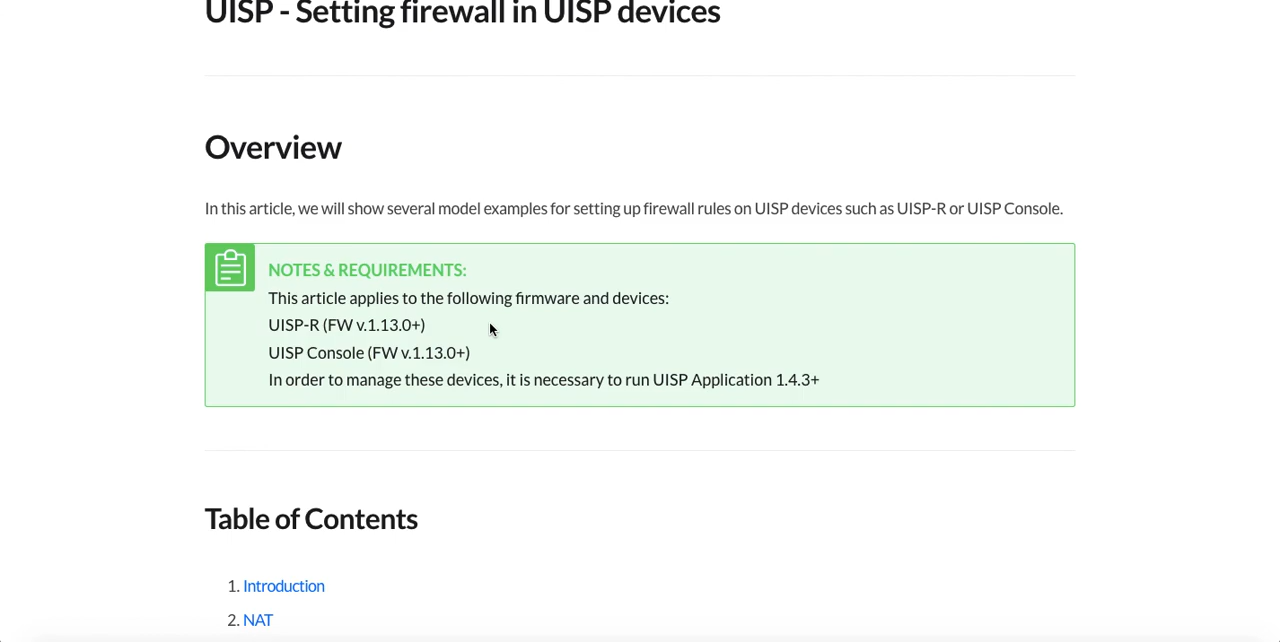 UISP - Setting firewall in UISP devices
Overview
In this article, we will show several model examples for setting up firewall rules on UISP devices such as UISP-R or UISP Console.
NOTES & REQUIREMENTS:
This article applies to the following firmware and devices:
UISP-R (FW v.1.13.0+)
UISP Console (FW v.1.13.0+)
In order to manage these devices, it is necessary to run UISP Application 1.4.3+
Table of Contents
1. Introduction
2. NAT